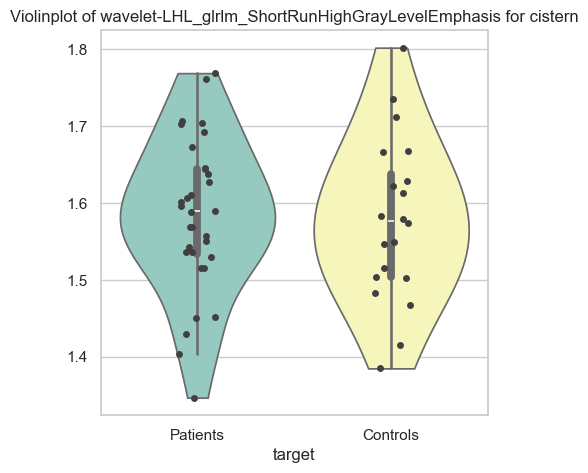 Violinplot of wavelet-LHL_glrlm_ShortRunHighGrayLevelEmphasis for cistern
1.8
1.7
1.6
1.5
1.4
Patients Controls
target